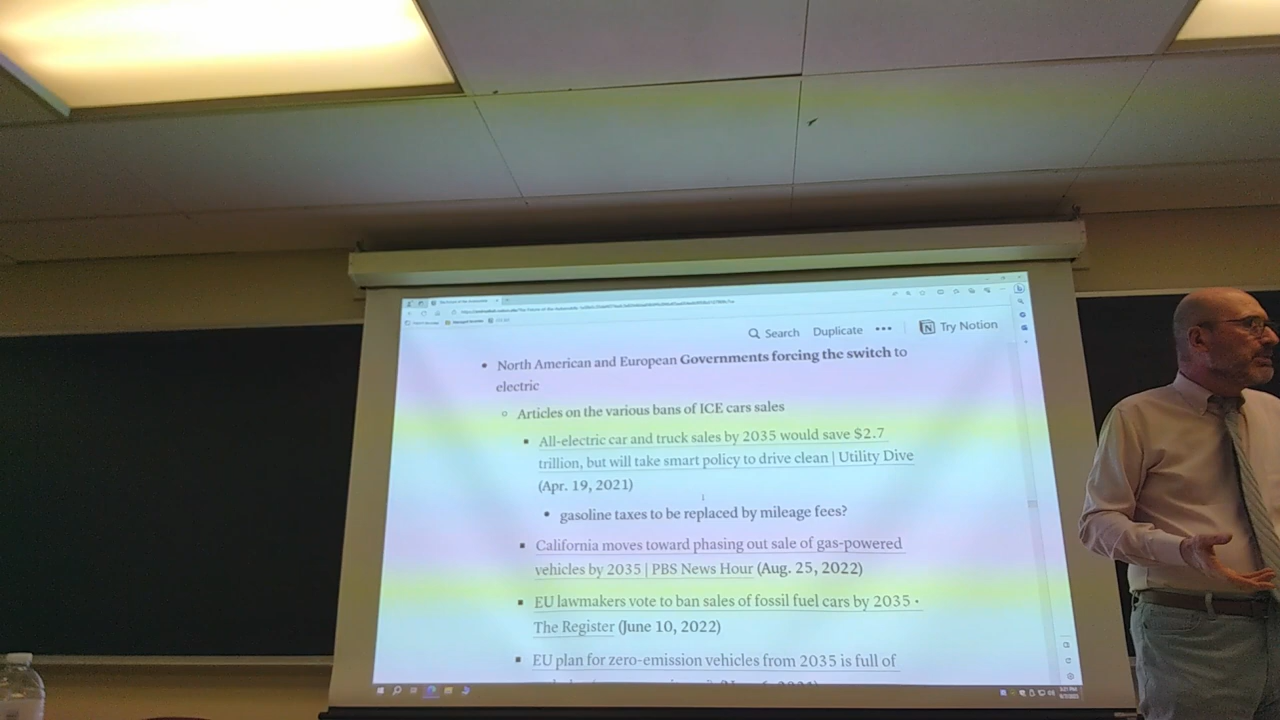 Search Duplicate ••• Try Notion
• North American and European Governments forcing the switch to
electric
○ Articles on the various bans of ICE cars sales
▪ All-electric car and truck sales by 2035 would save $2.7
trillion, but will take smart policy to drive clean | Utility Dive
(Apr. 19, 2021)
• gasoline taxes to be replaced by mileage fees?
▪ California moves toward phasing out sale of gas-powered
vehicles by 2035 | PBS News Hour (Aug. 25, 2022)
▪ EU lawmakers vote to ban sales of fossil fuel cars by 2035 •
The Register (June 10, 2022)
▪ EU plan for zero-emission vehicles from 2035 is full of